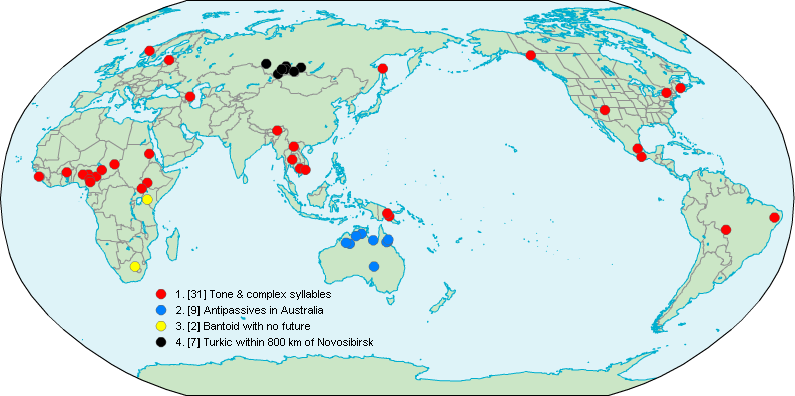 1. [31] Tone & complex syllables
2. [9] Antipassives in Australia
3. [2] Bantoid with no future
4. [7] Turkic within 800 km of Novosibirsk